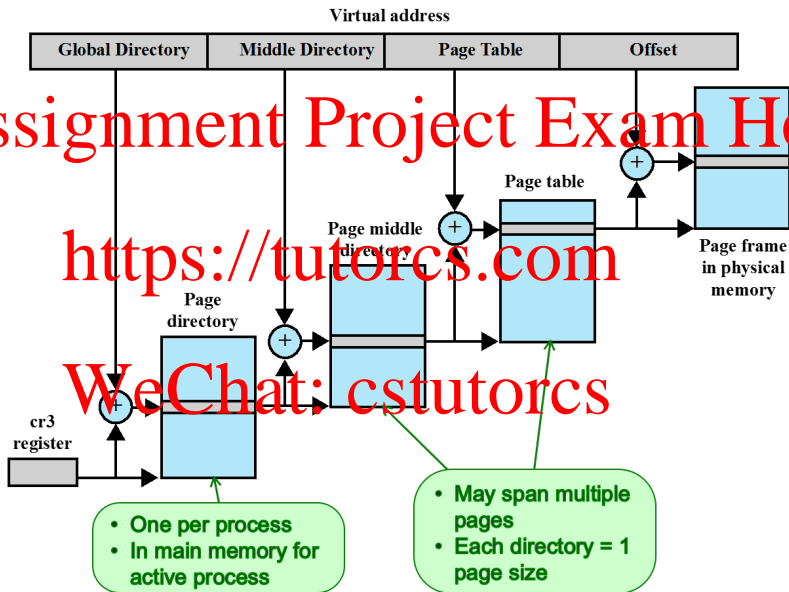 Virtual address
Global Directory
Middle Directory
Page Table
Offset
ssignment Project Exam He
Page table
Page middle
directory
https://tutorcs.com
Page frame
in physical
memory
Page
directory
WeChat: cstutorcs
cr3
register
+
+
+
+
• One per process
• In main memory for
active process
• May span multiple
pages
• Each directory = 1
page size